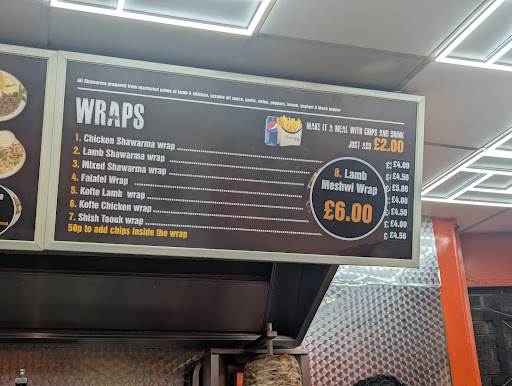 All Shawarma prepared from marinated prime of lamb & chicken, sesame oil sauce, garlic, onion, peppers, lemon, yoghurt & black pepper
WRAPS
MAKE IT A MEAL WITH CHIPS AND DRINK
JUST ADD £2.00
1. Chicken Shawarma wrap £ £4.00
2. Lamb Shawarma wrap £ £4.50
3. Mixed Shawarma wrap £ £5.00
4. Falafel Wrap £ £4.00
5. Kofte Lamb wrap £ £4.50
6. Kofte Chicken wrap £ £4.00
7. Shish Taouk wrap £ £4.50
50p to add chips inside the wrap
8. Lamb
Meshwi Wrap
£6.00